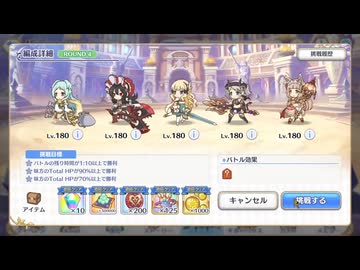 編成詳細 ROUND 4
挑戦履歴
Lv.180 Lv.180 Lv.180 Lv.180 Lv.180
挑戦目標
★バトルの残り時間が1:10以上で勝利
★味方のTotal HPが90%以上で勝利
★味方のTotal HPが70%以上で勝利
バトル効果
アイテム
×10 ×200 ×125 ×1000
キャンセル
挑戦する